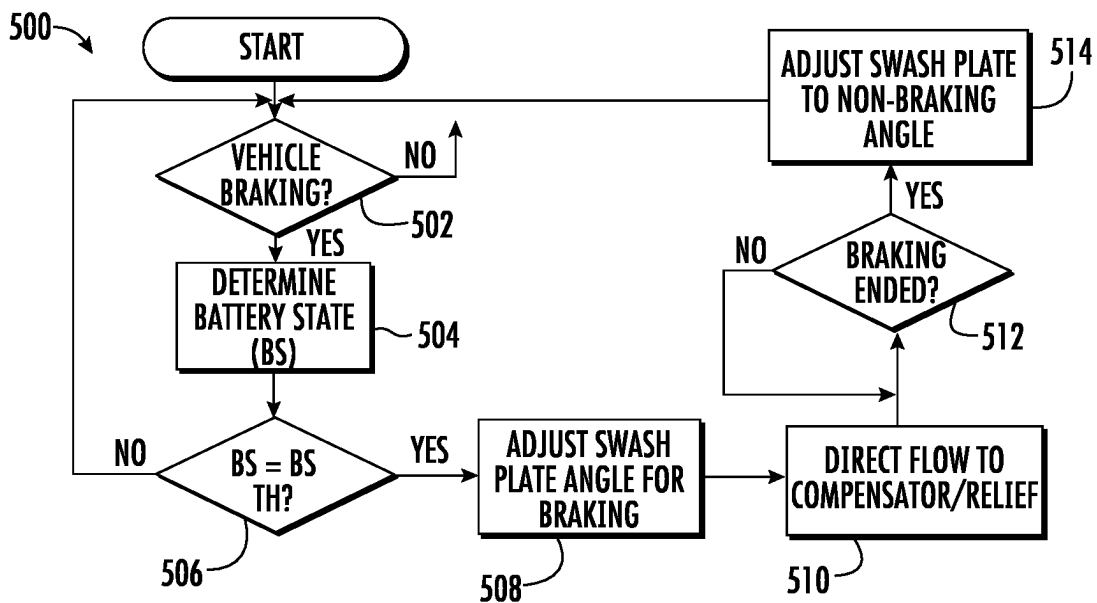 500
START
VEHICLE
BRAKING?
NO
502
YES
DETERMINE
BATTERY STATE
(BS)
504
BS = BS
TH?
NO
506
YES
ADJUST SWASH
PLATE ANGLE FOR
BRAKING
508
DIRECT FLOW TO
COMPENSATOR/RELIEF
510
BRAKING
ENDED?
NO
512
YES
ADJUST SWASH PLATE
TO NON-BRAKING
ANGLE
514